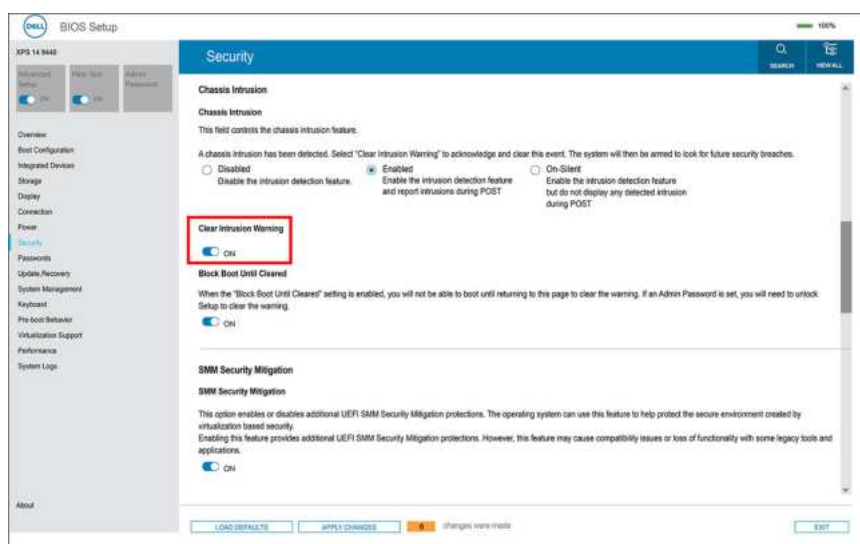 DELL
BIOS Setup
100%
XPS 14 9440
Advanced
Setup
ON
Help Text
ON
Admin
Password
Overview
Boot Configuration
Integrated Devices
Storage
Display
Connection
Power
Security
Passwords
Update,Recovery
System Management
Keyboard
Pre-boot Behavior
Virtualization Support
Performance
System Logs
About
Security
SEARCH
VIEW ALL
Chassis Intrusion
Chassis Intrusion
This field controls the chassis intrusion feature.
A chassis intrusion has been detected. Select "Clear Intrusion Warning" to acknowledge and clear this event. The system will then be armed to look for future security breaches.
Disabled
Disable the intrusion detection feature.
Enabled
Enable the intrusion detection feature
and report intrusions during POST
On-Silent
Enable the intrusion detection feature
but do not display any detected intrusion
during POST
Clear Intrusion Warning
ON
Block Boot Until Cleared
When the "Block Boot Until Cleared" setting is enabled, you will not be able to boot until returning to this page to clear the warning. If an Admin Password is set, you will need to unlock
Setup to clear the warning.
ON
SMM Security Mitigation
SMM Security Mitigation
This option enables or disables additional UEFI SMM Security Mitigation protections. The operating system can use this feature to help protect the secure environment created by
virtualization based security.
Enabling this feature provides additional UEFI SMM Security Mitigation protections. However, this feature may cause compatibility issues or loss of functionality with some legacy tools and
applications.
ON
LOAD DEFAULTS
APPLY CHANGES
changes were made
EXIT